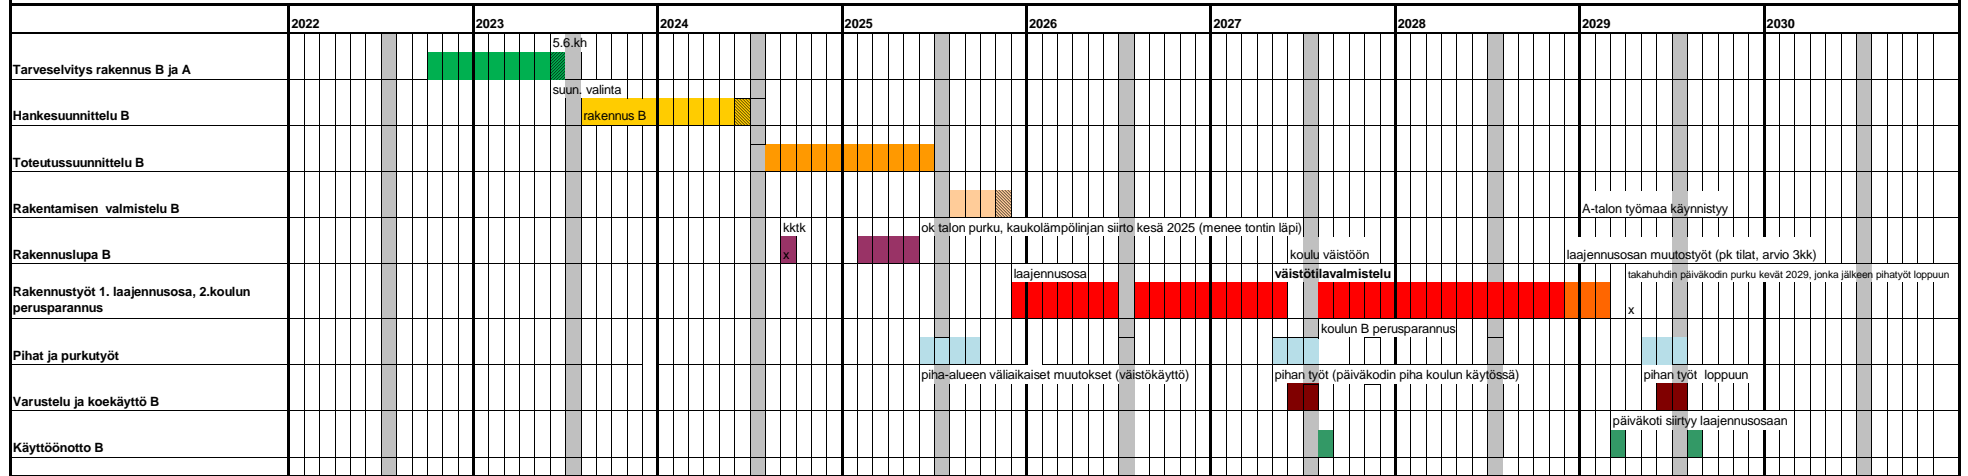 2022 2023 2024 2025 2026 2027 2028 2029 2030
5.6.kh
Tarveselvitys rakennus B ja A
suun. valinta
Hankesuunnittelu B rakennus B
Toteutussuunnittelu B
Rakentamisen valmistelu B A-talon työmaa käynnistyy
kktk ok talon purku, kaukolämpölinjan siirto kesä 2025 (menee tontin läpi)
Rakennuslupa B x koulu väistöön laajennusosan muutostyöt (pk tilat, arvio 3kk)
laajennusosa väistötilavalmistelu takahuhdin päiväkodin purku kevät 2029, jonka jälkeen pihatyöt loppuun
Rakennustyöt 1. laajennusosa, 2.koulun
perusparannus x
koulun B perusparannus
Pihat ja purkutyöt
piha-alueen väliaikaiset muutokset (väistökäyttö) pihan työt (päiväkodin piha koulun käytössä) pihan työt loppuun
Varustelu ja koekäyttö B
päiväkoti siirtyy laajennusosaan
Käyttöönotto B